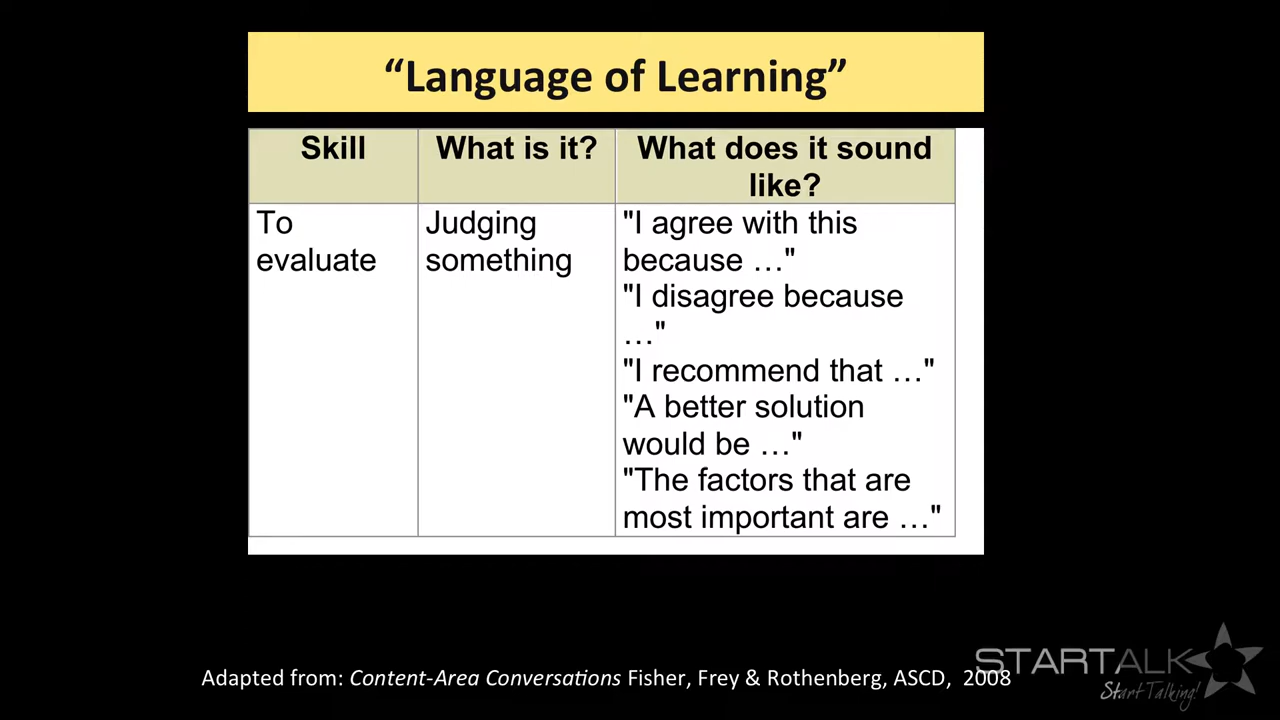 “Language of Learning”
Skill
What is it?
What does it sound
like?
To
evaluate
Judging
something
"I agree with this
because …"
"I disagree because
…"
"I recommend that …"
"A better solution
would be …"
"The factors that are
most important are …"
Adapted from: Content-Area Conversations Fisher, Frey & Rothenberg, ASCD, 2008
STARTALK
Start Talking!